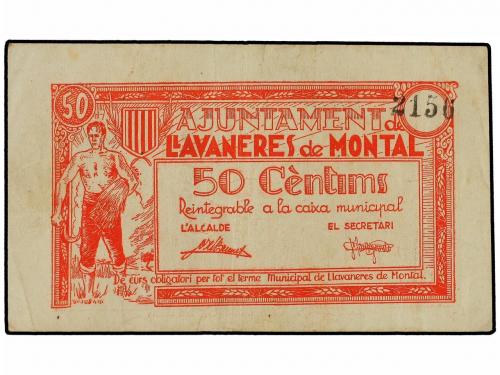 50
AJUNTAMENT de
2156
LLAVANERES de MONTAL
50 Cèntims
Reintegrable a la caixa municipal
L'ALCALDE EL SECRETARI
De curs obligatori per tot el terme Municipal de Llavaneres de Montal.